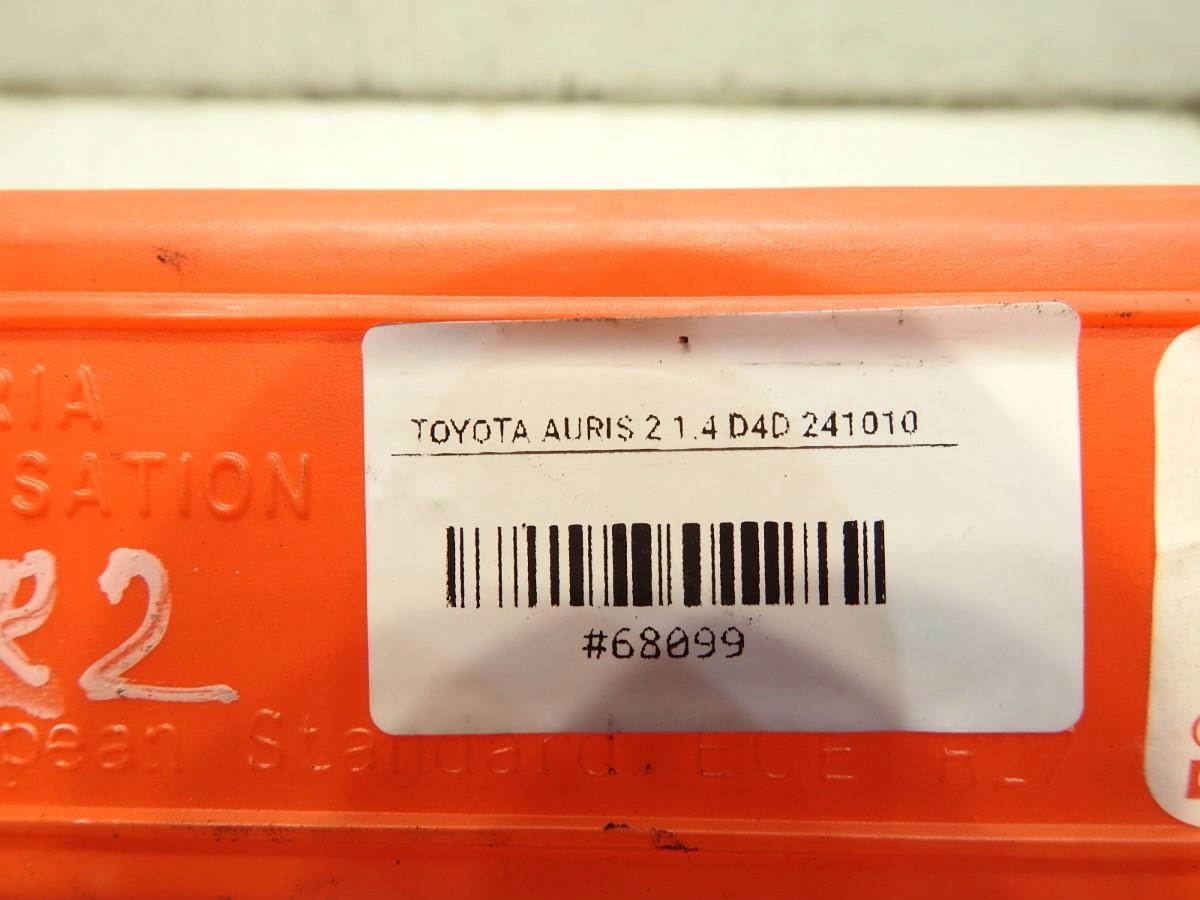 RIA
SATION
R2
TOYOTA AURIS 2 1.4 D4D 241010
#68099
pean Standard. ECE R27